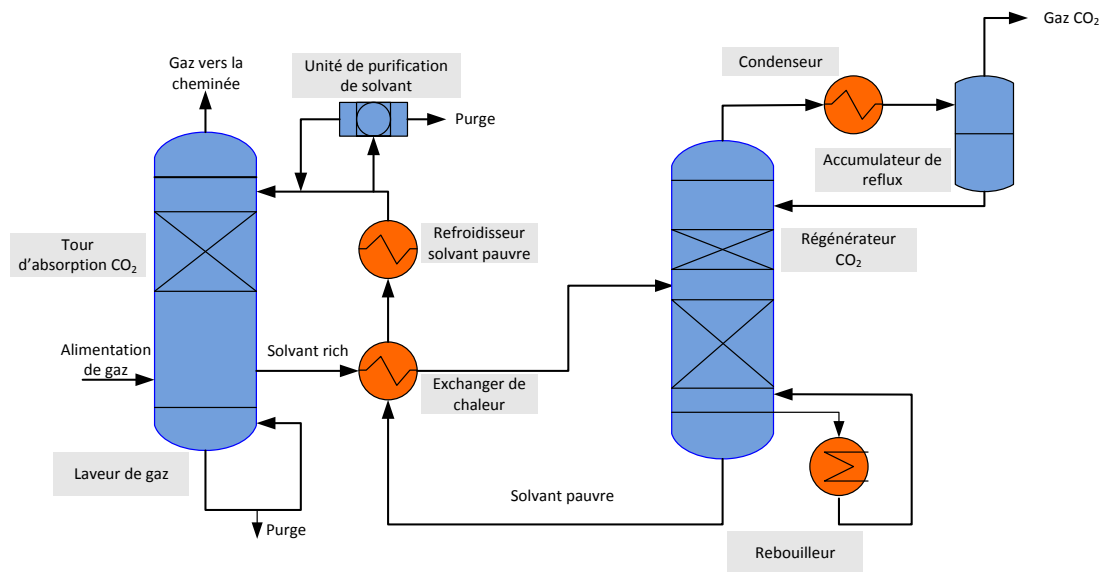 Gaz CO₂
Gaz vers la
cheminée
Unité de purification
de solvant
Condenseur
Purge
Accumulateur de
reflux
Tour
d'absorption CO₂
Refroidisseur
solvant pauvre
Régénérateur
CO₂
Alimentation
de gaz
Solvant rich
Exchanger de
chaleur
Laveur de gaz
Solvant pauvre
Purge
Rebouilleur